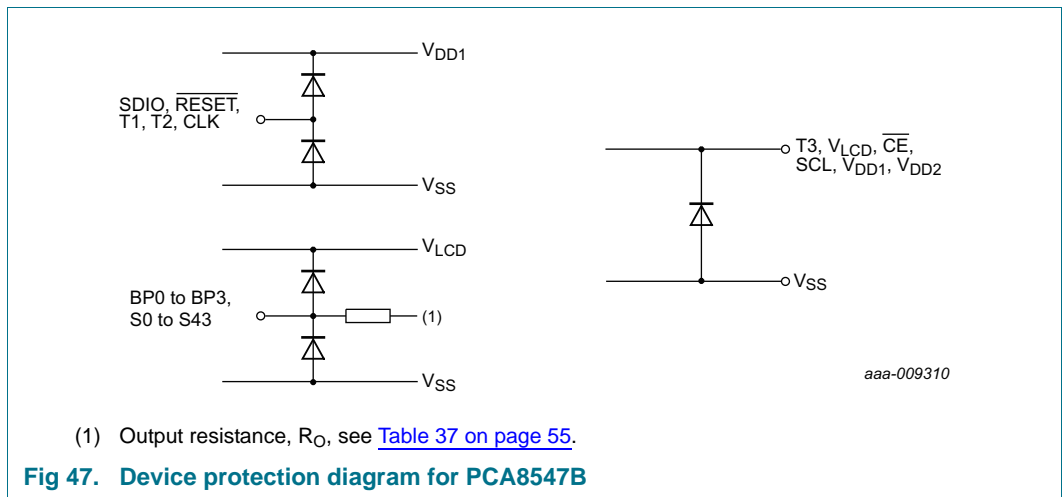 VDD1
SDIO, RESET,
T1, T2, CLK
VSS
VLCD
BP0 to BP3,
S0 to S43
(1)
VSS
T3, VLCD, CE,
SCL, VDD1, VDD2
VSS
aaa-009310
(1) Output resistance, RO, see Table 37 on page 55.
Fig 47. Device protection diagram for PCA8547B